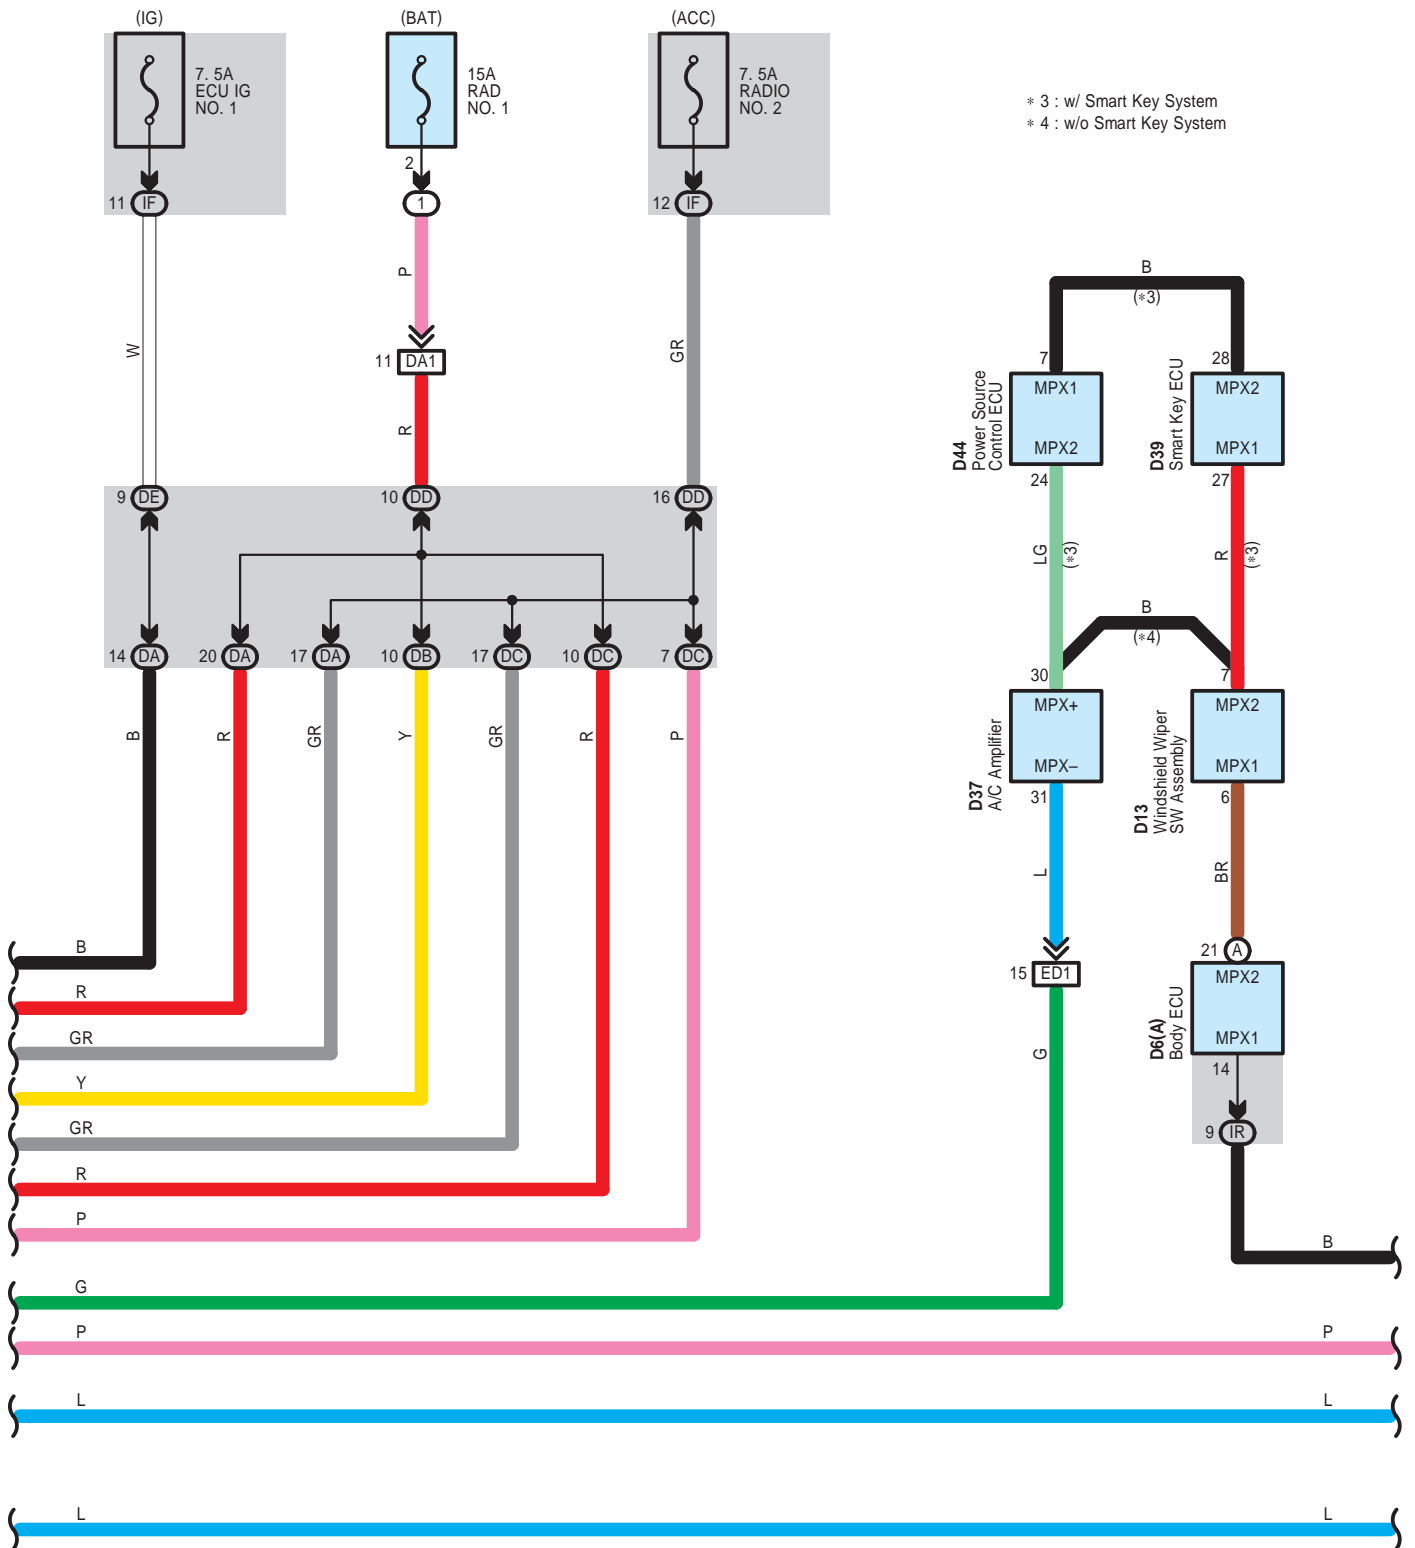 (IG)
(BAT)
(ACC)
7. 5A
ECU IG
NO. 1
15A
RAD
NO. 1
7. 5A
RADIO
NO. 2
∗ 3 : w/ Smart Key System
∗ 4 : w/o Smart Key System
2
11 IF
1
12 IF
W
P
GR
11 DA1
R
9 DE
10 DD
16 DD
14 DA
20 DA
17 DA
10 DB
17 DC
10 DC
7 DC
B
R
GR
Y
GR
R
P
B
(∗3)
7
28
MPX1
MPX2
MPX2
MPX1
D44
Power Source
Control ECU
D39
Smart Key ECU
24
27
LG
(∗3)
R
(∗3)
B
(∗4)
30
7
MPX+
MPX2
MPX–
MPX1
D37
A/C Amplifier
D13
Windshield Wiper
SW Assembly
31
6
L
BR
21 A
15 ED1
MPX2
MPX1
D6(A)
Body ECU
G
14
9 IR
B
R
GR
Y
GR
R
P
B
G
P
P
L
L
L
L